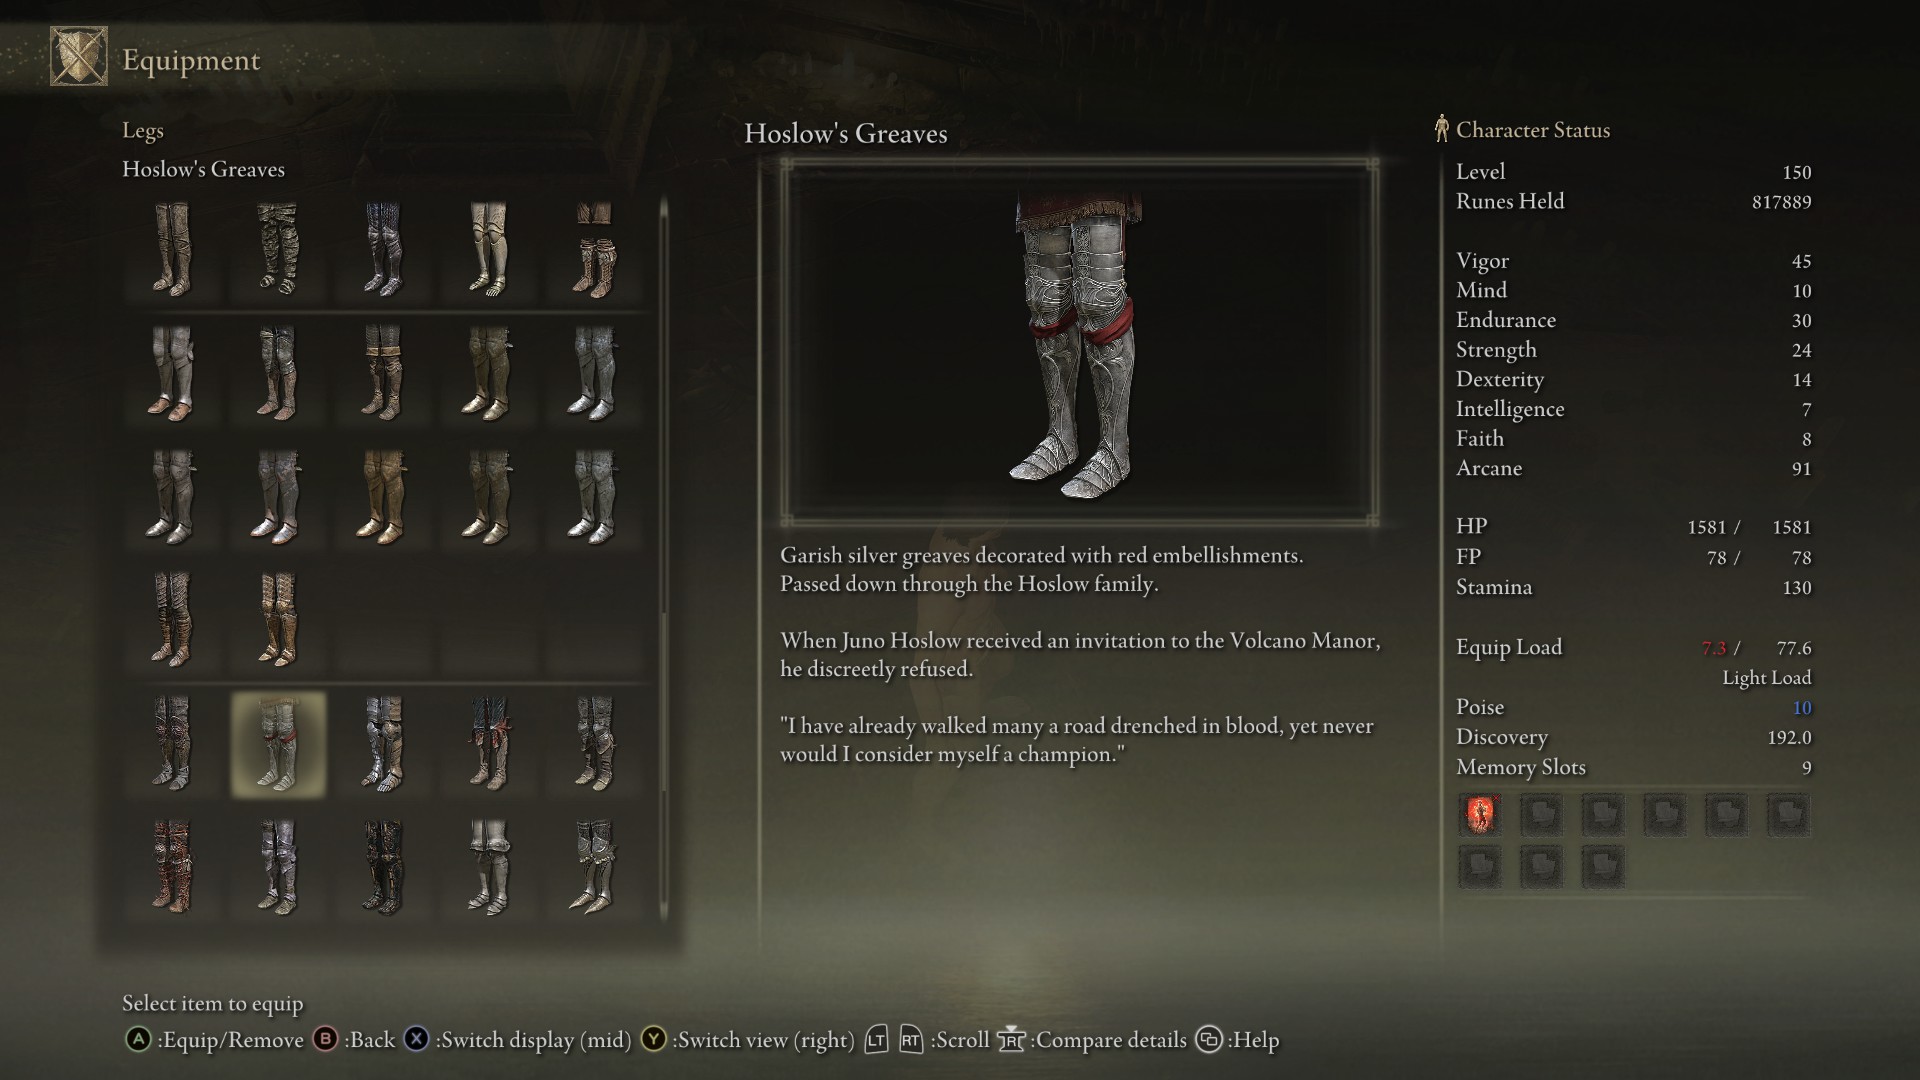 Equipment
Legs
Hoslow's Greaves
Hoslow's Greaves
Garish silver greaves decorated with red embellishments.
Passed down through the Hoslow family.
When Juno Hoslow received an invitation to the Volcano Manor,
he discreetly refused.
"I have already walked many a road drenched in blood, yet never
would I consider myself a champion."
Character Status
Level 150
Runes Held 817889
Vigor 45
Mind 10
Endurance 30
Strength 24
Dexterity 14
Intelligence 7
Faith 8
Arcane 91
HP 1581 / 1581
FP 78 / 78
Stamina 130
Equip Load 7.3 / 77.6
Light Load
Poise 10
Discovery 192.0
Memory Slots 9
Select item to equip
A :Equip/Remove B :Back X :Switch display (mid) Y :Switch view (right) LT RT :Scroll R :Compare details :Help